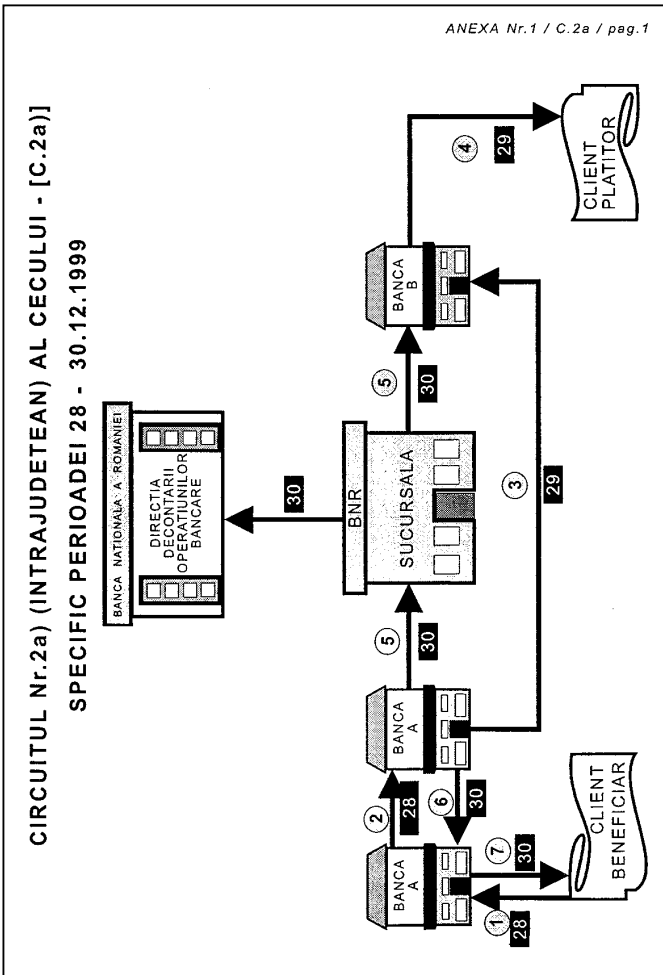 ANEXA Nr.1 / C.2a / pag.1
CIRCUITUL Nr.2a) (INTRAJUDETEAN) AL CECULUI - [C.2a)]
SPECIFIC PERIOADEI 28 - 30.12.1999
BANCA NATIONALA A ROMANIEI
DIRECTIA
DECONTARII
OPERATIUNILOR
BANCARE
30
BNR
SUCURSALA
BANCA
A
2
28
6
30
BANCA
A
5
30
5
30
BANCA
B
4
29
3
29
1
28
7
30
CLIENT
BENEFICIAR
CLIENT
PLATITOR